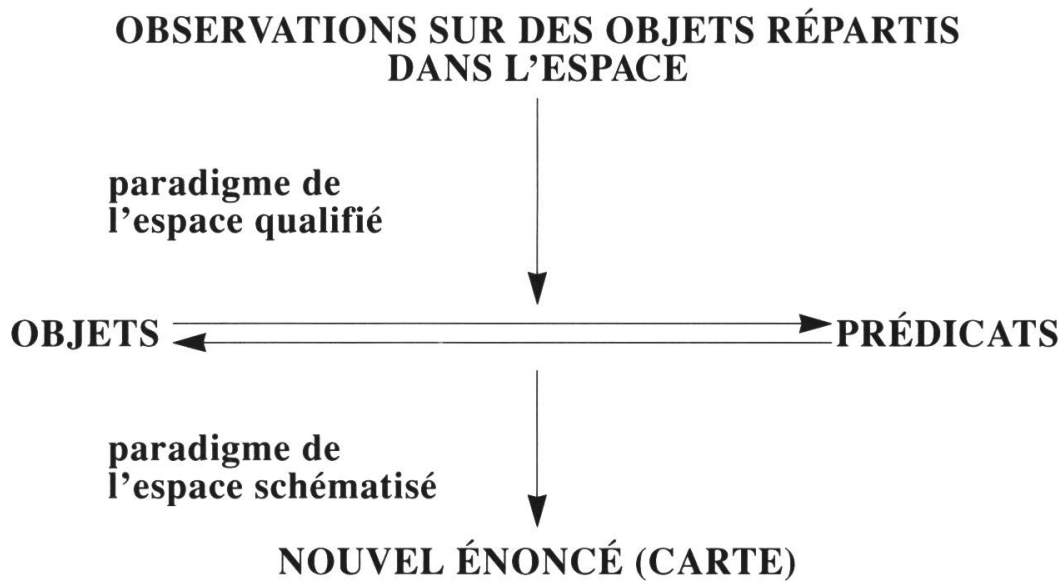 OBSERVATIONS SUR DES OBJETS RÉPARTIS
DANS L’ESPACE
paradigme de
l’espace qualifié
OBJETS PRÉDICATS
paradigme de
l’espace schématisé
NOUVEL ÉNONCÉ (CARTE)